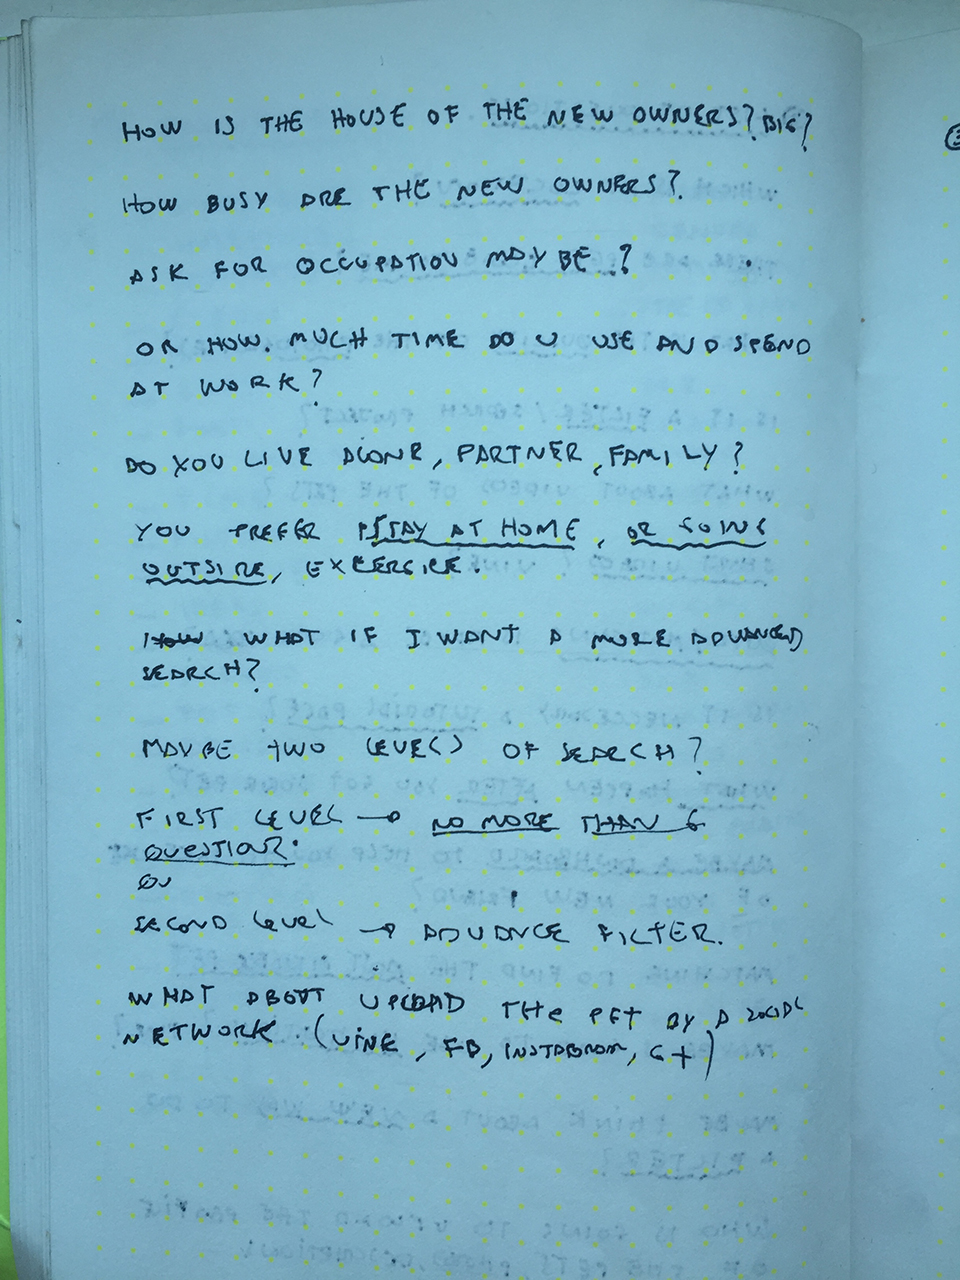 HOW IS THE HOUSE OF THE NEW OWNERS? BIG?
HOW BUSY ARE THE NEW OWNERS?
ASK FOR OCCUPATION MAYBE ?
OR HOW MUCH TIME DO U USE AND SPEND
AT WORK?
DO YOU LIVE ALONE, PARTNER, FAMILY?
YOU PREFER STAY AT HOME, OR GOING
OUTSIDE, EXCERCISE.
HOW WHAT IF I WANT A MORE ADVANCED
SEARCH?
MAYBE TWO LEVELS OF SEARCH?
FIRST LEVEL → NO MORE THAN 6
QUESTIONS.
SECOND LEVEL → ADVANCE FILTER.
WHAT ABOUT UPLOAD THE PET BY A SOCIAL
NETWORK (VINE, FB, INSTAGRAM, G+)